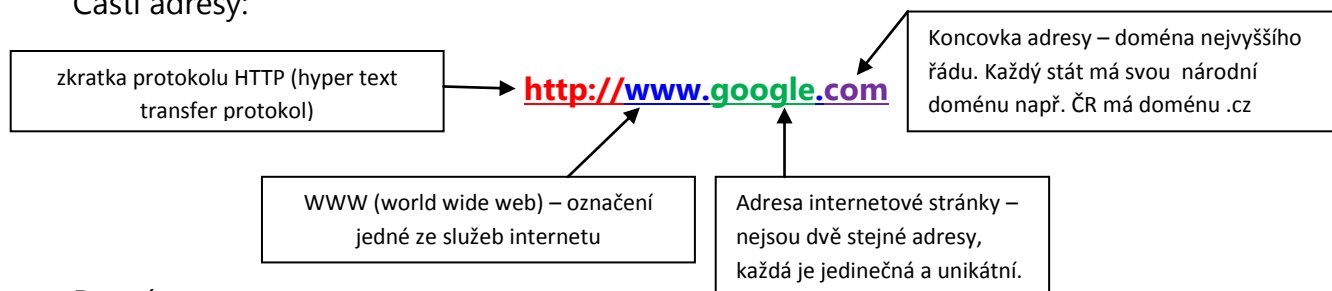 Části adresy:
zkratka protokolu HTTP (hyper text
transfer protokol)
http://www.google.com
Koncovka adresy – doména nejvyššího
řádu. Každý stát má svou národní
doménu např. ČR má doménu .cz
WWW (world wide web) – označení
jedné ze služeb internetu
Adresa internetové stránky –
nejsou dvě stejné adresy,
každá je jedinečná a unikátní.